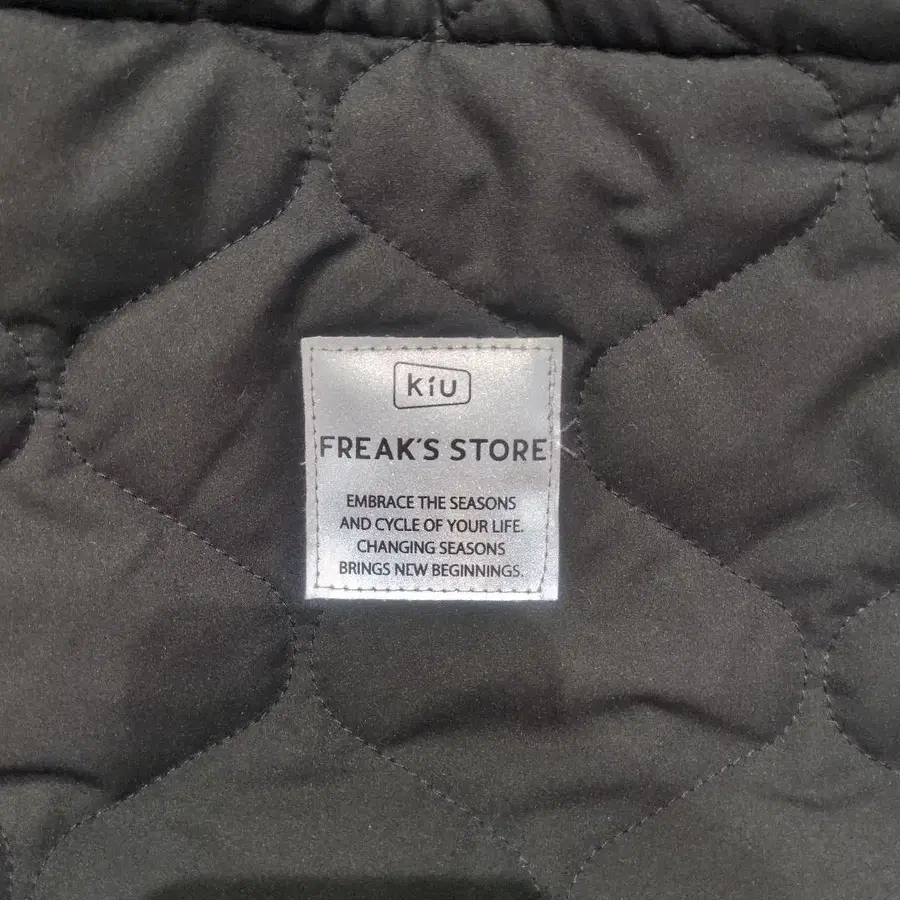 kiu
FREAK'S STORE
EMBRACE THE SEASONS
AND CYCLE OF YOUR LIFE.
CHANGING SEASONS
BRINGS NEW BEGINNINGS.